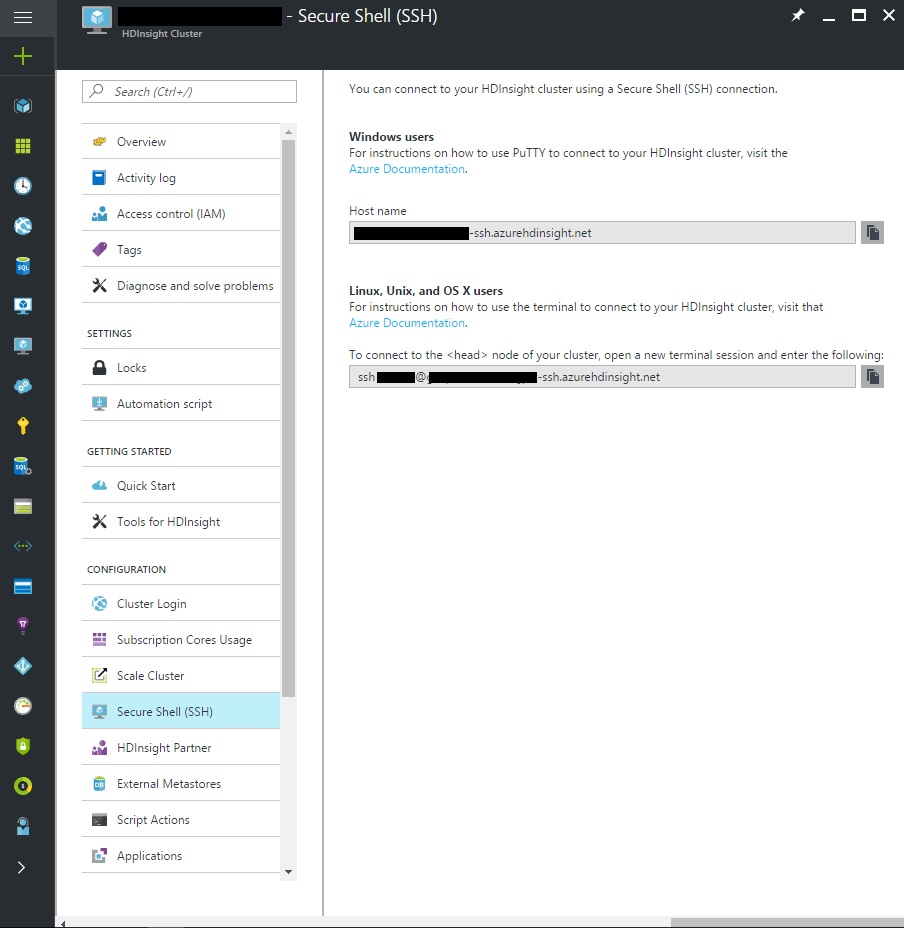 - Secure Shell (SSH)
HDInsight Cluster
Search (Ctrl+/)
Overview
Activity log
Access control (IAM)
Tags
Diagnose and solve problems
SETTINGS
Locks
Automation script
GETTING STARTED
Quick Start
Tools for HDInsight
CONFIGURATION
Cluster Login
Subscription Cores Usage
Scale Cluster
Secure Shell (SSH)
HDInsight Partner
External Metastores
Script Actions
Applications
You can connect to your HDInsight cluster using a Secure Shell (SSH) connection.
Windows users
For instructions on how to use PuTTY to connect to your HDInsight cluster, visit the
Azure Documentation.
Host name
-ssh.azurehdinsight.net
Linux, Unix, and OS X users
For instructions on how to use the terminal to connect to your HDInsight cluster, visit that
Azure Documentation.
To connect to the <head> node of your cluster, open a new terminal session and enter the following:
ssh @ -ssh.azurehdinsight.net